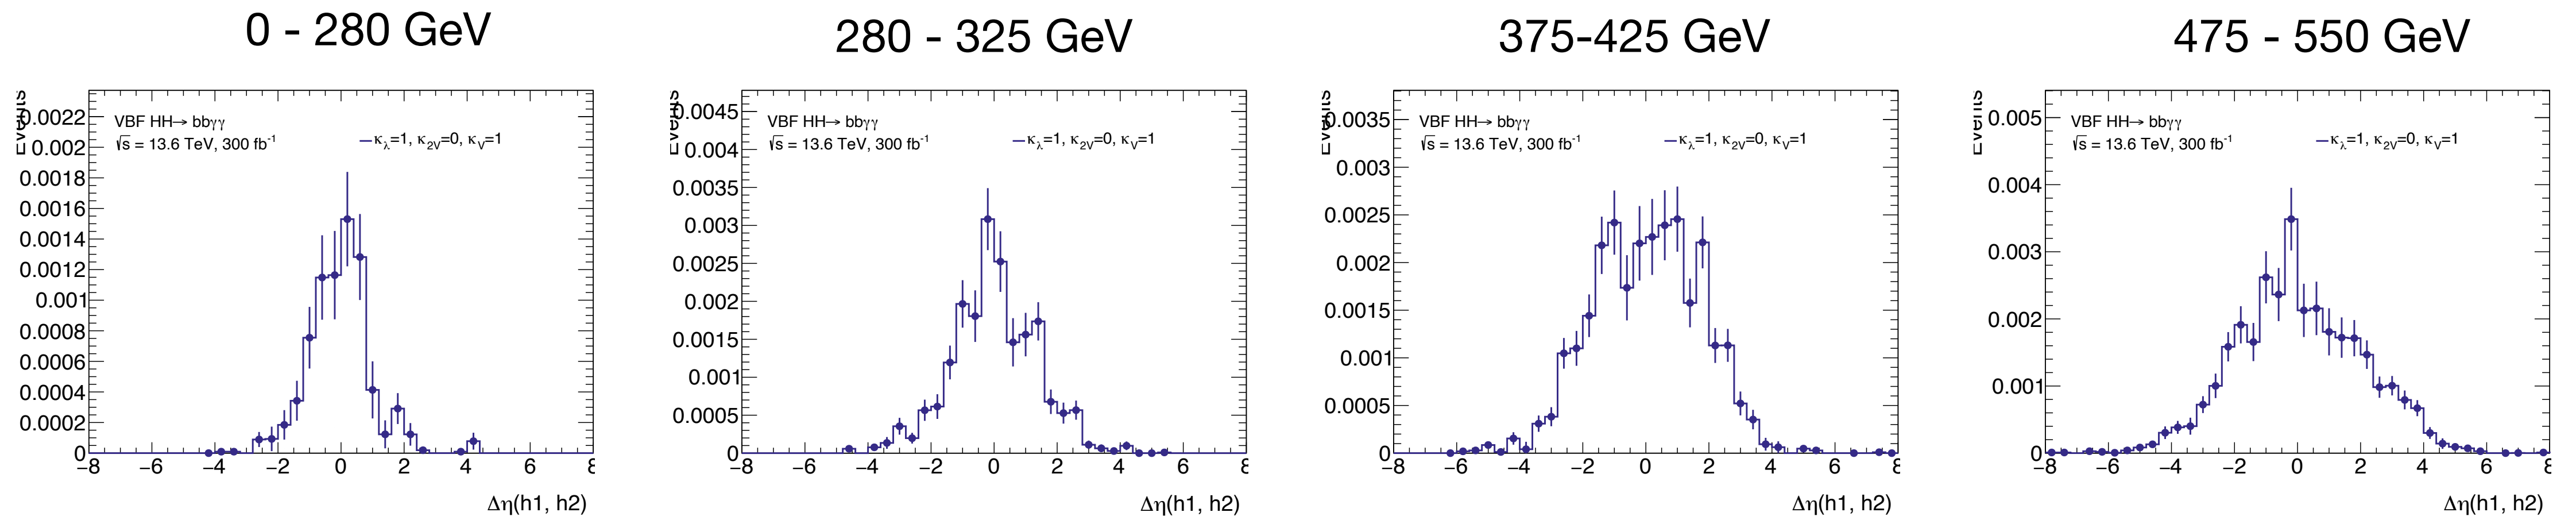 0 - 280 GeV
280 - 325 GeV
375-425 GeV
475 - 550 GeV
Events
0.0022
0.002
0.0018
0.0016
0.0014
0.0012
0.001
0.0008
0.0006
0.0004
0.0002
0
VBF HH→ bbγγ
√s = 13.6 TeV, 300 fb⁻¹
κλ=1, κ2V=0, κV=1
−8 −6 −4 −2 0 2 4 6 8
Δη(h1, h2)
Events
0.0045
0.004
0.0035
0.003
0.0025
0.002
0.0015
0.001
0.0005
0
VBF HH→ bbγγ
√s = 13.6 TeV, 300 fb⁻¹
κλ=1, κ2V=0, κV=1
−8 −6 −4 −2 0 2 4 6 8
Δη(h1, h2)
Events
0.0035
0.003
0.0025
0.002
0.0015
0.001
0.0005
0
VBF HH→ bbγγ
√s = 13.6 TeV, 300 fb⁻¹
κλ=1, κ2V=0, κV=1
−8 −6 −4 −2 0 2 4 6 8
Δη(h1, h2)
Events
0.005
0.004
0.003
0.002
0.001
0
VBF HH→ bbγγ
√s = 13.6 TeV, 300 fb⁻¹
κλ=1, κ2V=0, κV=1
−8 −6 −4 −2 0 2 4 6 8
Δη(h1, h2)